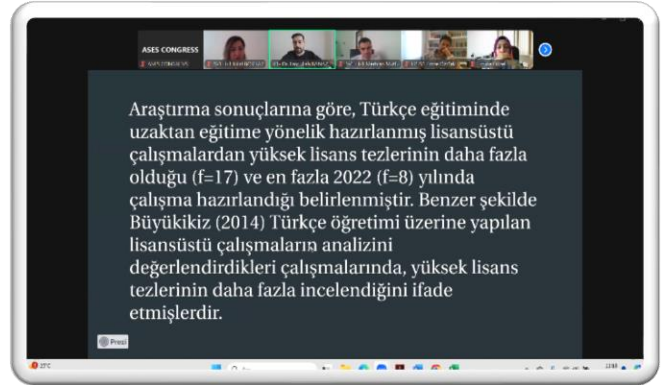 ASES CONGRESS
Araştırma sonuçlarına göre, Türkçe eğitiminde
uzaktan eğitime yönelik hazırlanmış lisansüstü
çalışmalardan yüksek lisans tezlerinin daha fazla
olduğu (f=17) ve en fazla 2022 (f=8) yılında
çalışma hazırlandığı belirlenmiştir. Benzer şekilde
Büyükikiz (2014) Türkçe öğretimi üzerine yapılan
lisansüstü çalışmaların analizini
değerlendirdikleri çalışmalarında, yüksek lisans
tezlerinin daha fazla incelendiğini ifade
etmişlerdir.
Prezi